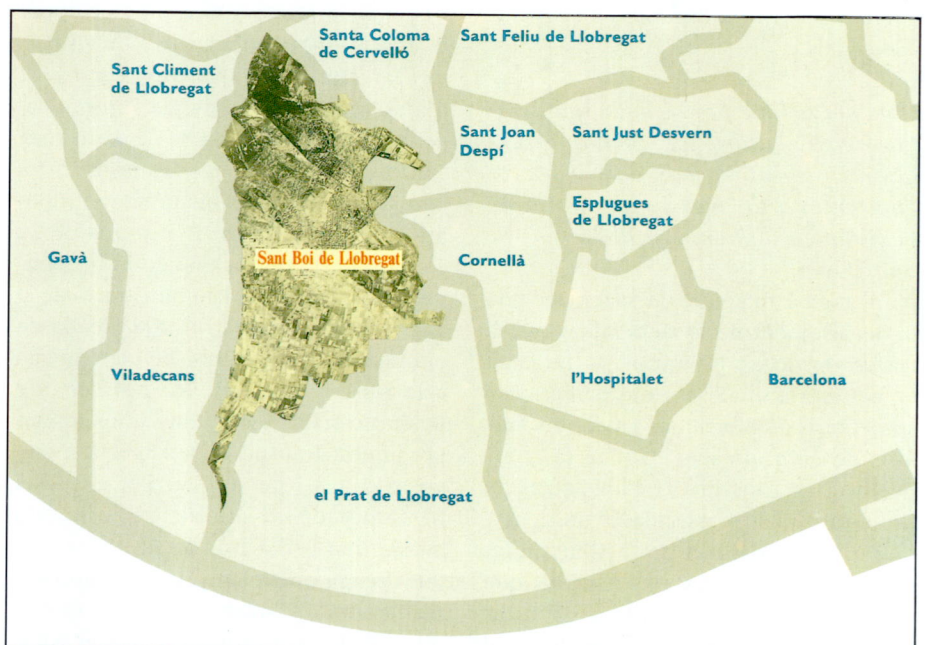 Santa Coloma
de Cervelló
Sant Feliu de Llobregat
Sant Climent
de Llobregat
Sant Joan
Despí
Sant Just Desvern
Esplugues
de Llobregat
Gavà
Sant Boi de Llobregat
Cornellà
Viladecans
l'Hospitalet
Barcelona
el Prat de Llobregat